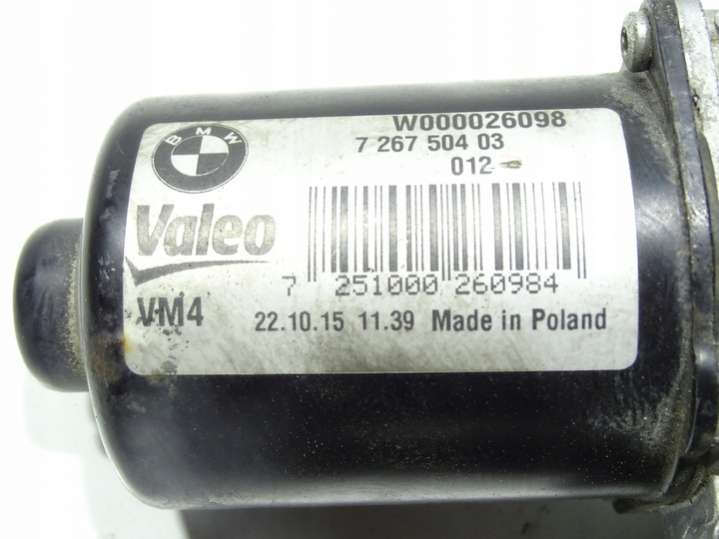 BMW
W000026098
7 267 504 03
012
Valeo
7 251000 260984
VM4
22.10.15 11.39 Made in Poland